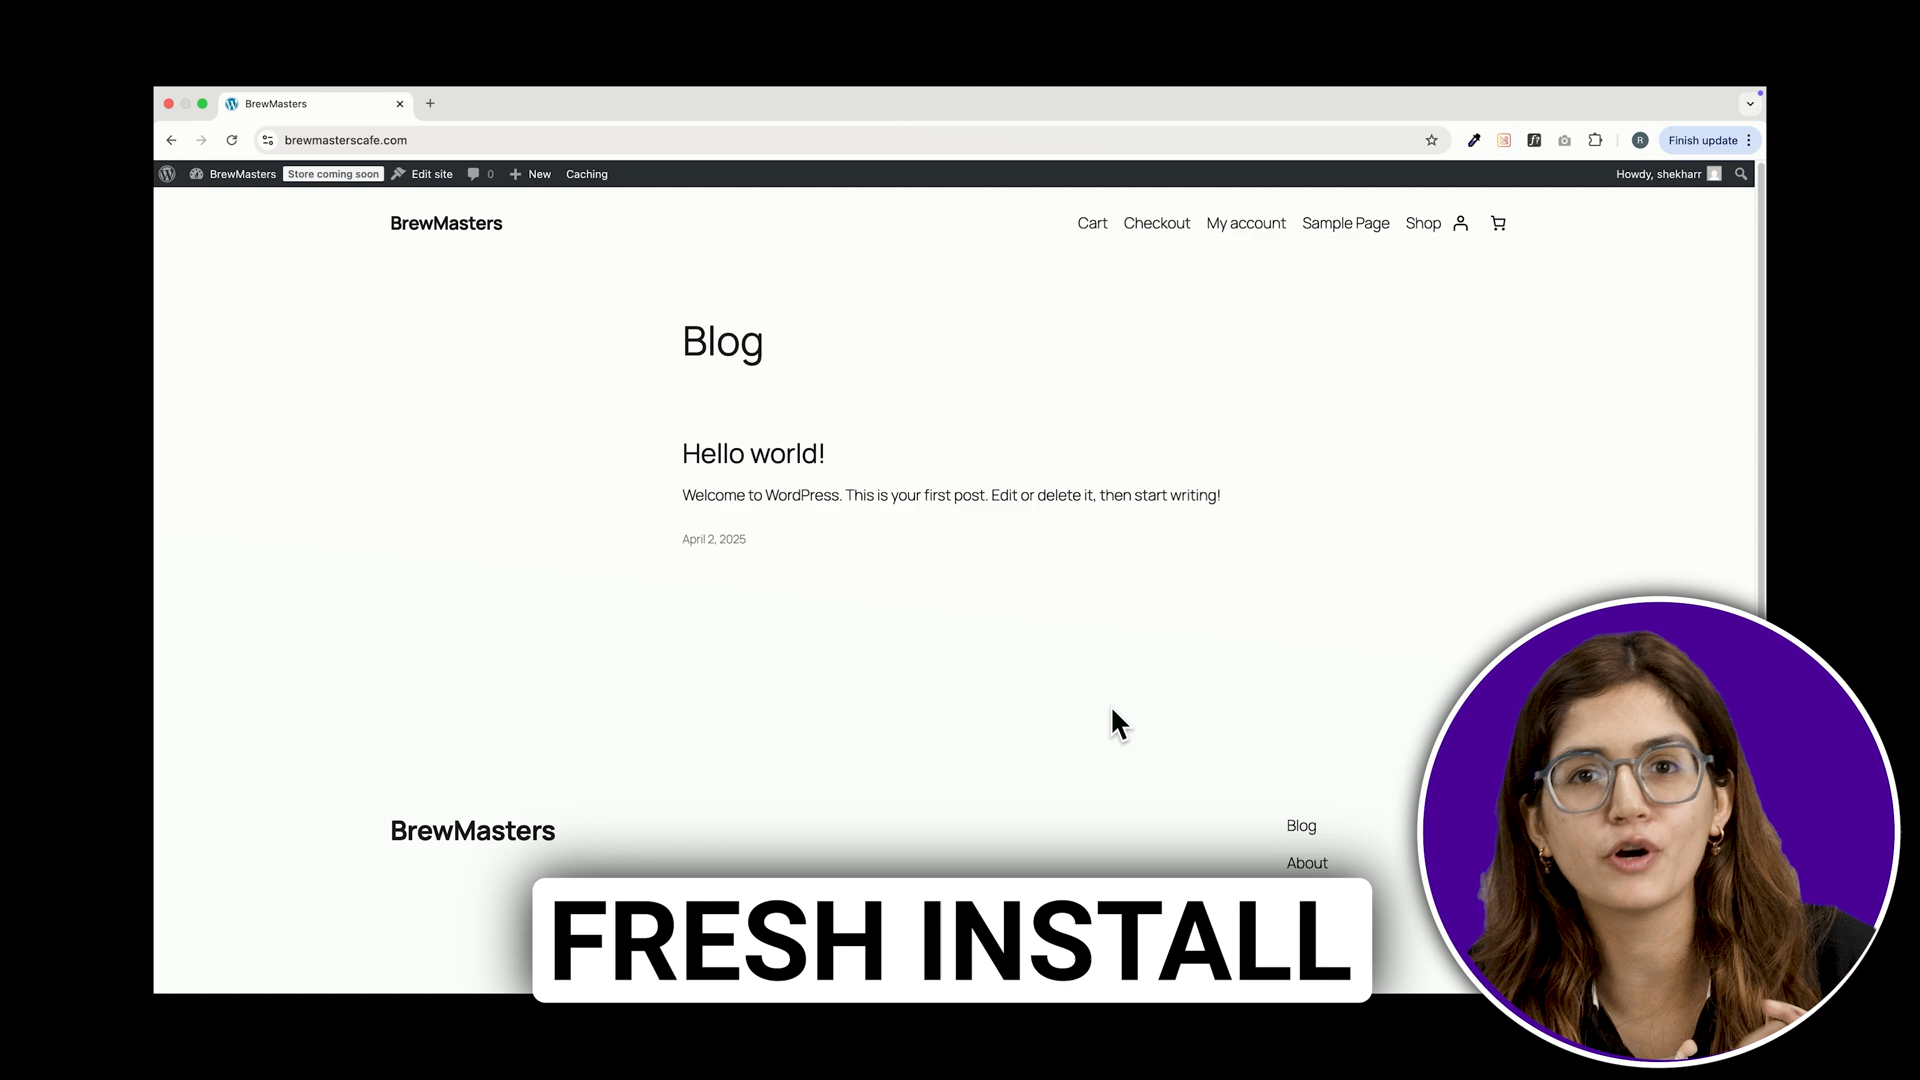 BrewMasters
brewmasterscafe.com
Finish update
BrewMasters Store coming soon Edit site 0 New Caching Howdy, shekharr
BrewMasters Cart Checkout My account Sample Page Shop
Blog
Hello world!
Welcome to WordPress. This is your first post. Edit or delete it, then start writing!
April 2, 2025
BrewMasters
Blog
About
FRESH INSTALL